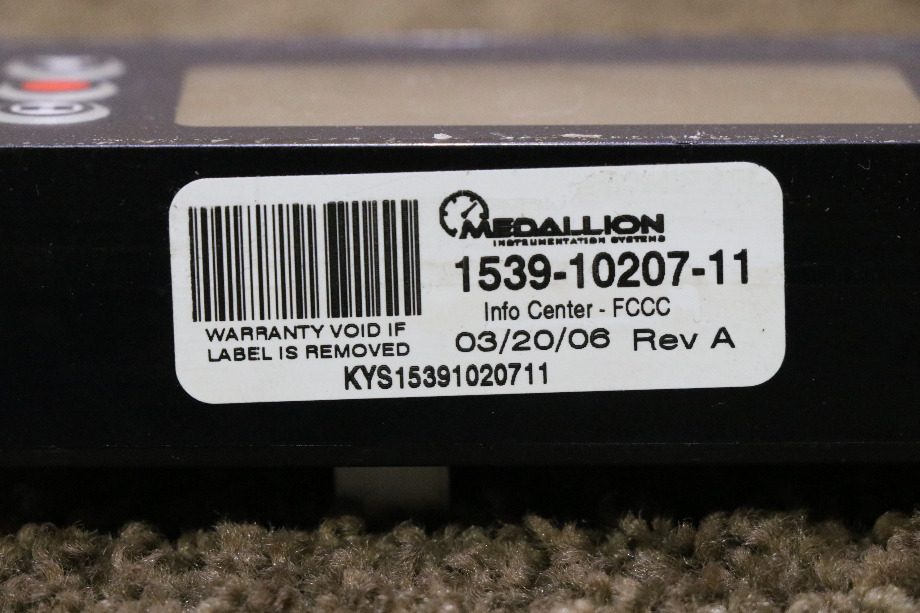 MEDALLION
INSTRUMENTATION SYSTEMS
1539-10207-11
Info Center - FCCC
03/20/06 Rev A
WARRANTY VOID IF
LABEL IS REMOVED
KYS15391020711